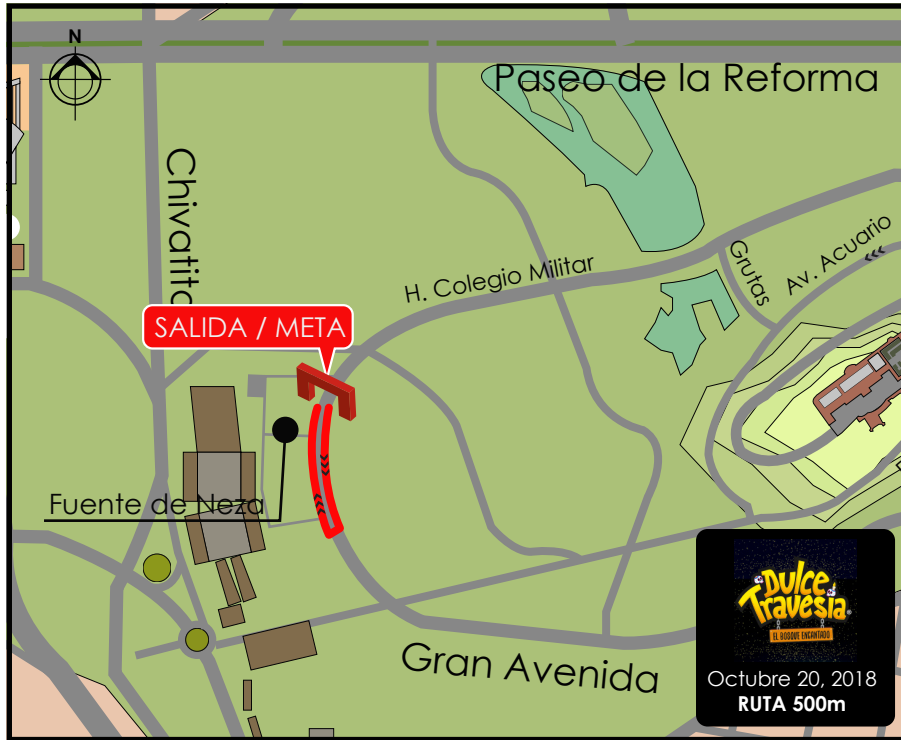 N
Paseo de la Reforma
Chivatito
H. Colegio Militar
Grutas
Av. Acuario
SALIDA / META
Fuente de Neza
Gran Avenida
Dulce
Travesía
EL BOSQUE ENCANTADO
Octubre 20, 2018
RUTA 500m